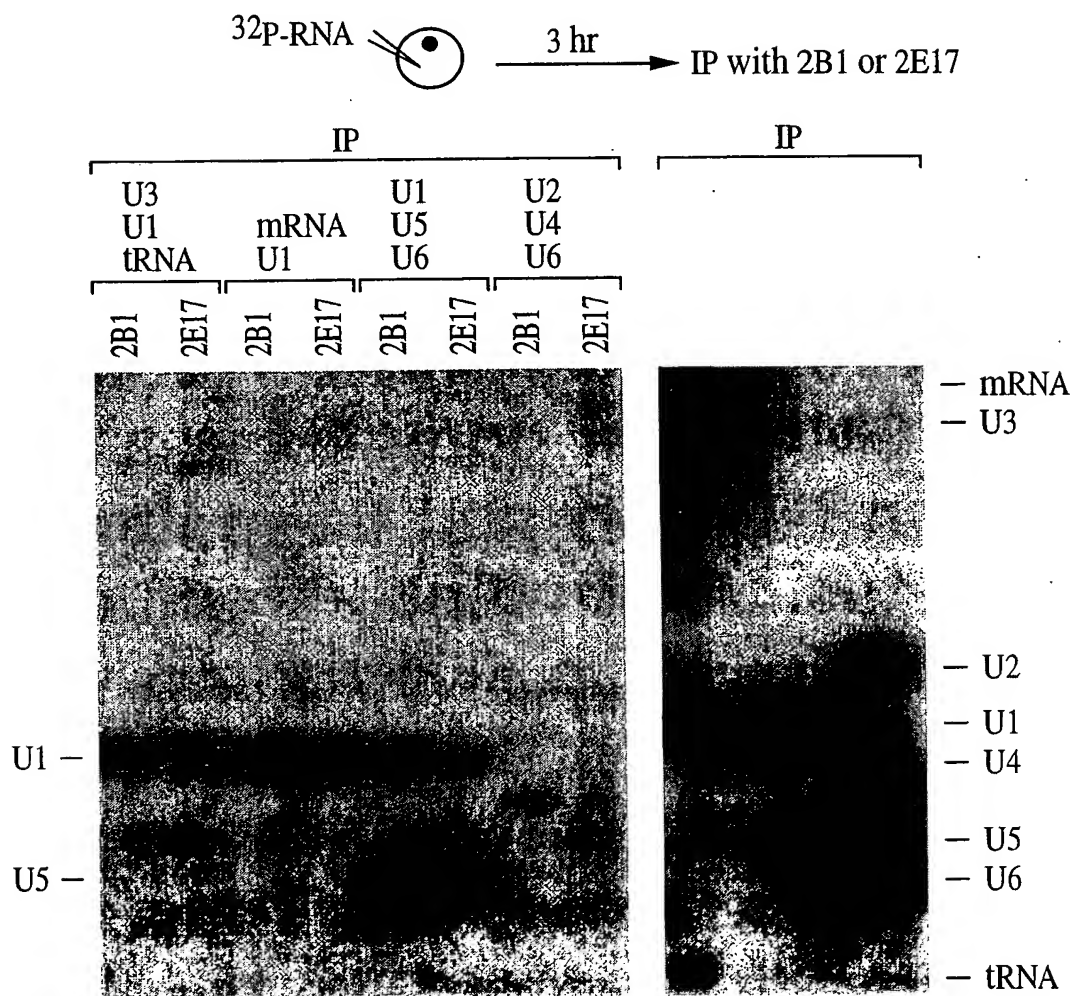 32P-RNA
3 hr
IP with 2B1 or 2E17
IP
U3
U1
tRNA
mRNA
U1
U1
U5
U6
U2
U4
U6
2B1
2E17
2B1
2E17
2B1
2E17
2B1
2E17
U1
U5
IP
mRNA
U3
U2
U1
U4
U5
U6
tRNA